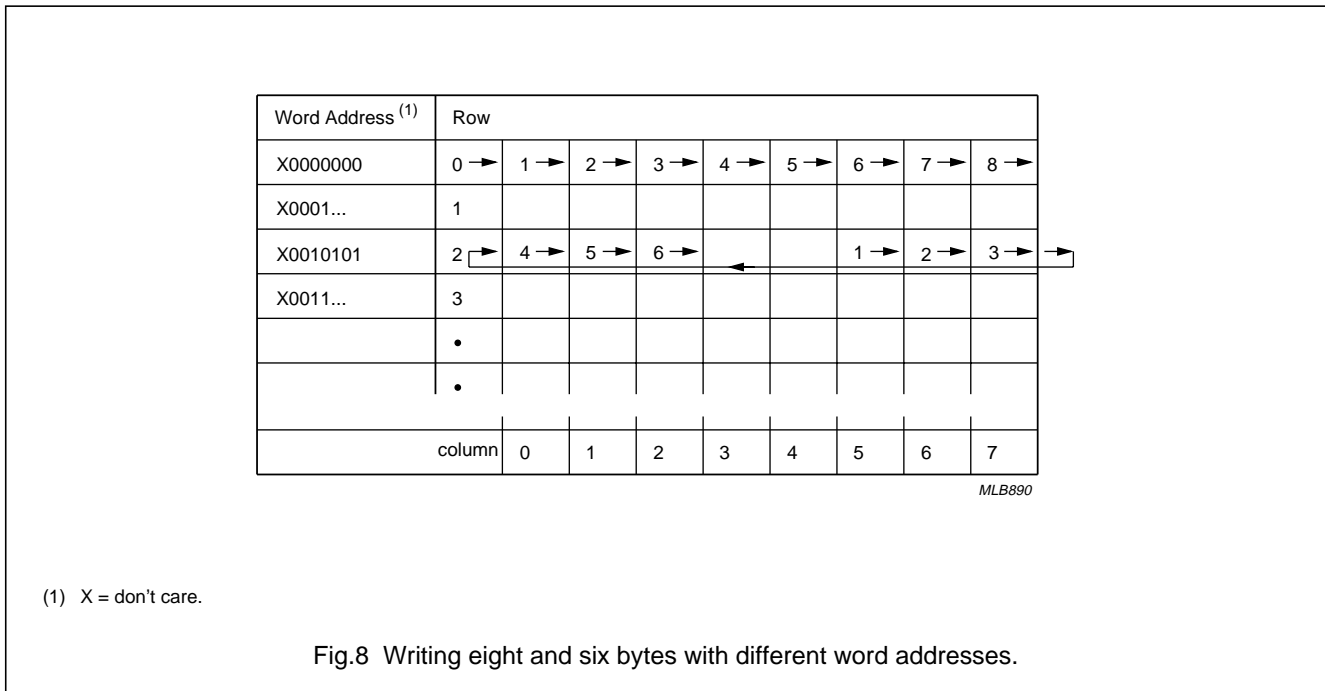 Word Address (1) Row
X0000000 0 1 2 3 4 5 6 7 8
X0001... 1
X0010101 2 4 5 6 1 2 3
X0011... 3
•
•
column 0 1 2 3 4 5 6 7
MLB890
(1) X = don't care.
Fig.8 Writing eight and six bytes with different word addresses.